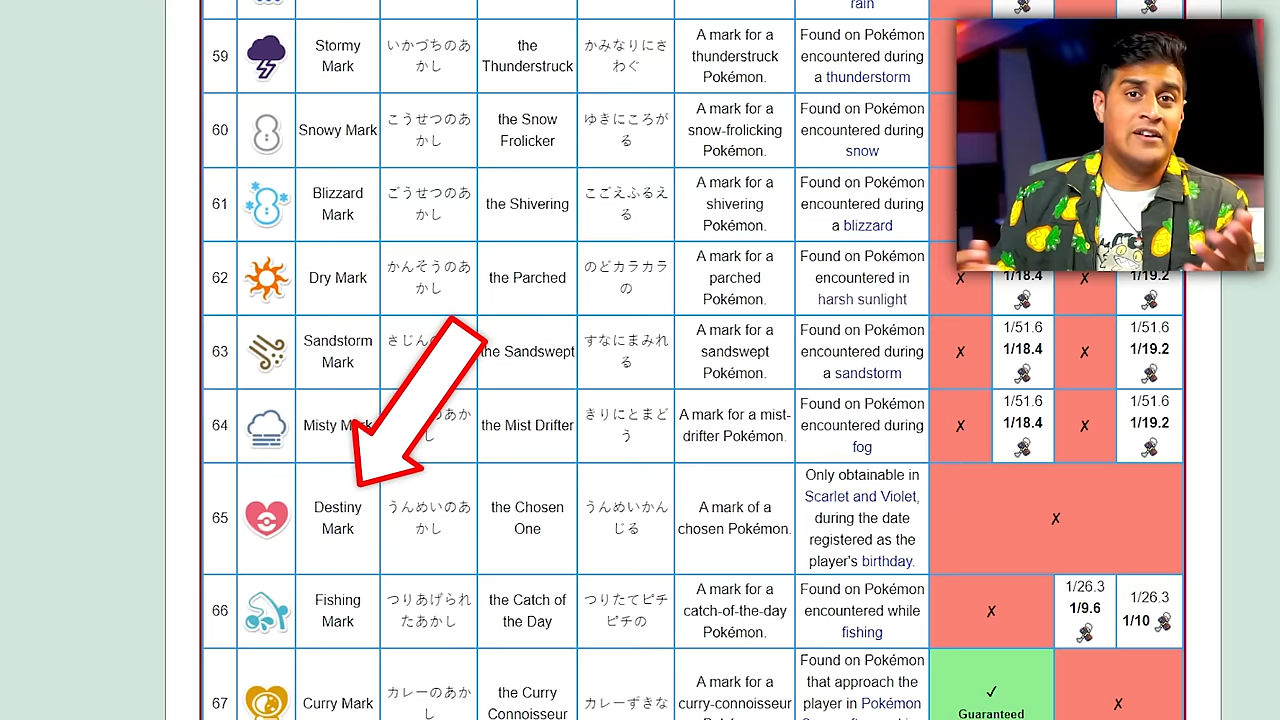 rain
59
Stormy
Mark
いかづちのあ
かし
the
Thunderstruck
かみなりにさ
わぐ
A mark for a
thunderstruck
Pokémon.
Found on Pokémon
encountered during
a thunderstorm
60
Snowy Mark
こうせつのあ
かし
the Snow
Frolicker
ゆきにころが
る
A mark for a
snow-frolicking
Pokémon.
Found on Pokémon
encountered during
snow
61
Blizzard
Mark
ごうせつのあ
かし
the Shivering
こごえふるえ
る
A mark for a
shivering
Pokémon.
Found on Pokémon
encountered during
a blizzard
62
Dry Mark
かんそうのあ
かし
the Parched
のどカラカラ
の
A mark for a
parched
Pokémon.
Found on Pokémon
encountered in
harsh sunlight
✗
1/18.4
✗
1/19.2
63
Sandstorm
Mark
さじん
the Sandswept
すなにまみれ
る
A mark for a
sandswept
Pokémon.
Found on Pokémon
encountered during
a sandstorm
✗
1/51.6
1/18.4
✗
1/51.6
1/19.2
64
Misty
のあか
し
the Mist Drifter
きりにとまど
う
A mark for a mist-
drifter Pokémon.
Found on Pokémon
encountered during
fog
✗
1/51.6
1/18.4
✗
1/51.6
1/19.2
65
Destiny
Mark
うんめいのあ
かし
the Chosen
One
うんめいかん
じる
A mark of a
chosen Pokémon.
Only obtainable in
Scarlet and Violet,
during the date
registered as the
player's birthday.
✗
66
Fishing
Mark
つりあげられ
たあかし
the Catch of
the Day
つりたてピチ
ピチの
A mark for a
catch-of-the-day
Pokémon.
Found on Pokémon
encountered while
fishing
✗
1/26.3
1/9.6
1/26.3
1/10
67
Curry Mark
カレーのあか
し
the Curry
Connoisseur
カレーずきな
A mark for a
curry-connoisseur
Found on Pokémon
that approach the
player in Pokémon
✓
Guaranteed
✗